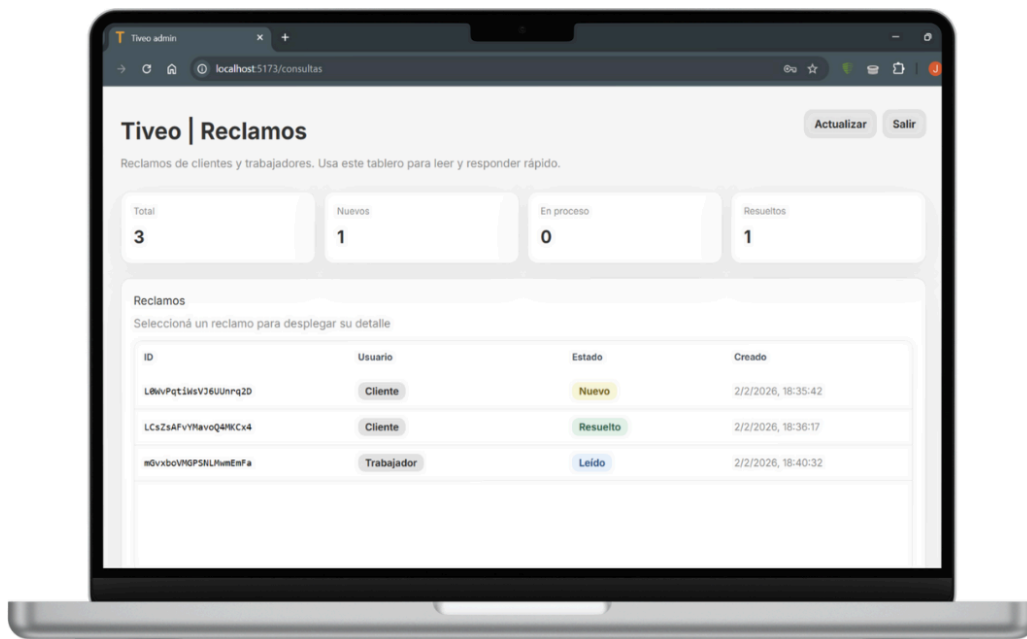 T Tiveo admin
localhost:5173/consultas
J
Tiveo | Reclamos
Actualizar
Salir
Reclamos de clientes y trabajadores. Usa este tablero para leer y responder rápido.
Total
Nuevos
En proceso
Resueltos
3
1
0
1
Reclamos
Seleccioná un reclamo para desplegar su detalle
ID Usuario Estado Creado
L0WvPqtiWsVJ6UUnrq2D Cliente Nuevo 2/2/2026, 18:35:42
LCsZsAFvYMavoQ4MKCx4 Cliente Resuelto 2/2/2026, 18:36:17
mGvxboVMGPSNLMwmEmFa Trabajador Leído 2/2/2026, 18:40:32